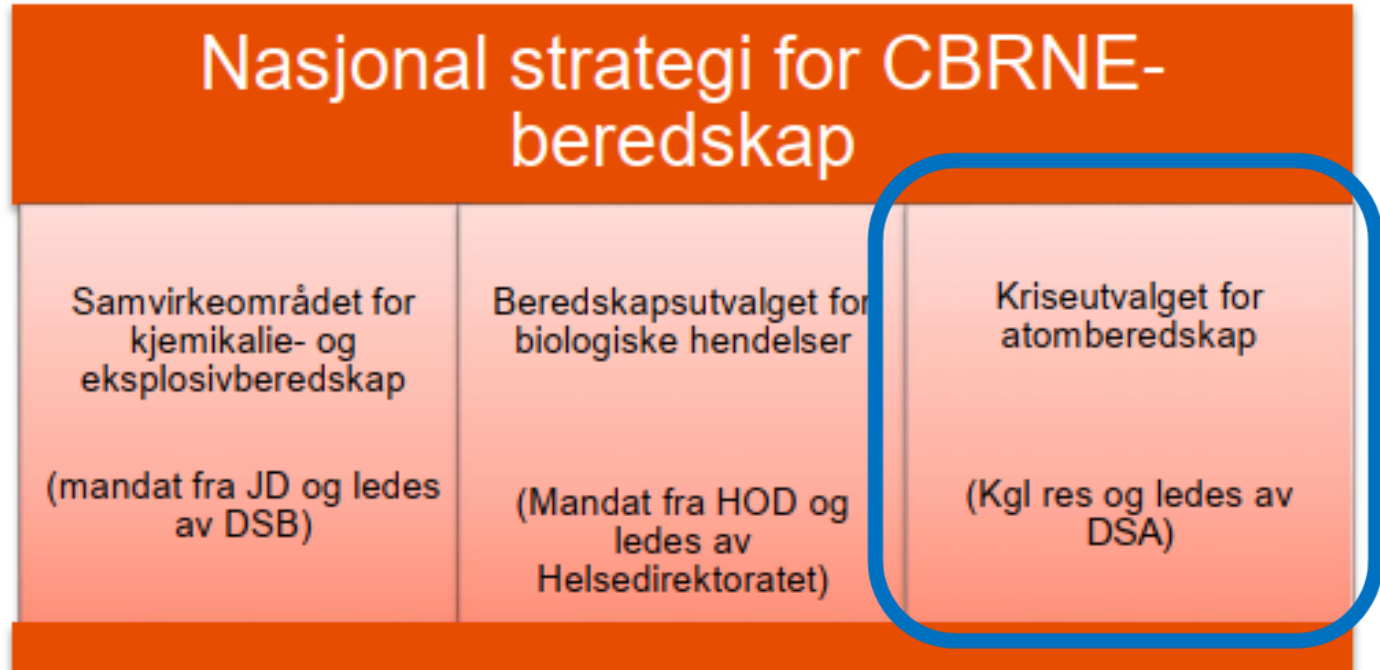 Nasjonal strategi for CBRNE-
beredskap
Samvirkeområdet for
kjemikalie- og
eksplosivberedskap
(mandat fra JD og ledes
av DSB)
Beredskapsutvalget for
biologiske hendelser
(Mandat fra HOD og
ledes av
Helsedirektoratet)
Kriseutvalget for
atomberedskap
(Kgl res og ledes av
DSA)